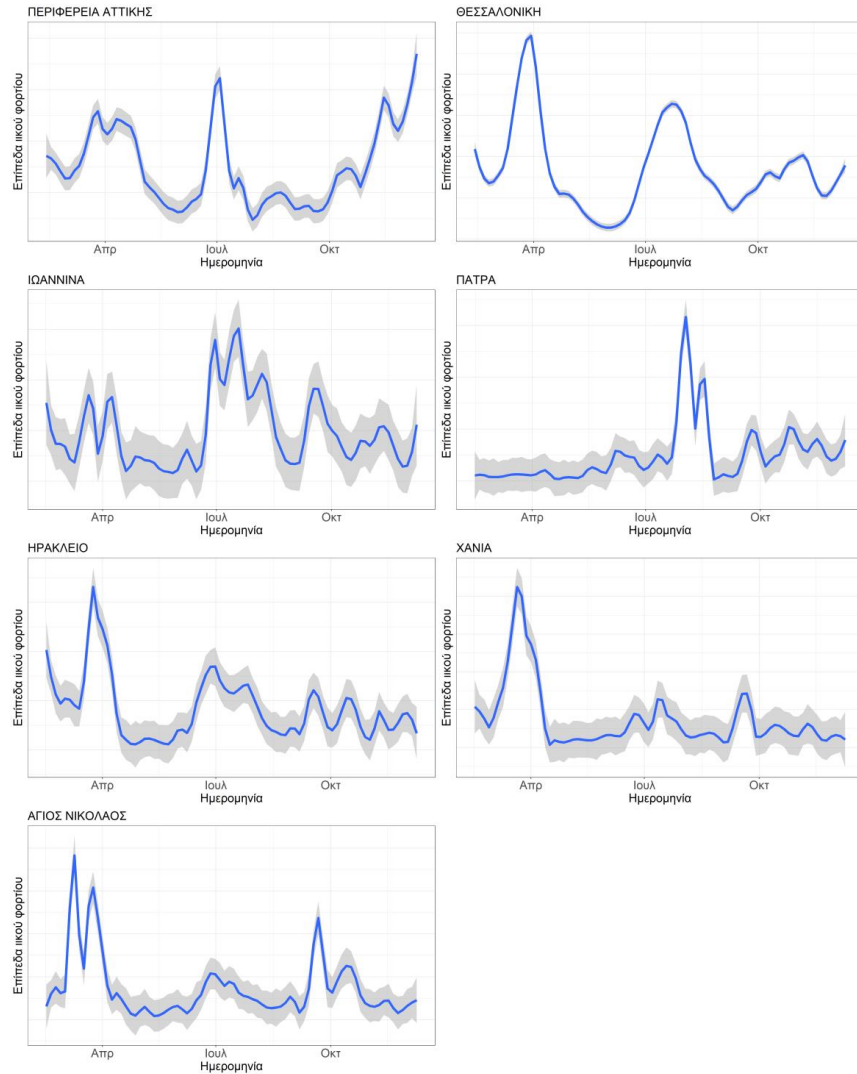 ΠΕΡΙΦΕΡΕΙΑ ΑΤΤΙΚΗΣ
Επίπεδα ιικού φορτίου
Απρ Ιουλ Οκτ
Ημερομηνία
ΘΕΣΣΑΛΟΝΙΚΗ
Επίπεδα ιικού φορτίου
Απρ Ιουλ Οκτ
Ημερομηνία
ΙΩΑΝΝΙΝΑ
Επίπεδα ιικού φορτίου
Απρ Ιουλ Οκτ
Ημερομηνία
ΠΑΤΡΑ
Επίπεδα ιικού φορτίου
Απρ Ιουλ Οκτ
Ημερομηνία
ΗΡΑΚΛΕΙΟ
Επίπεδα ιικού φορτίου
Απρ Ιουλ Οκτ
Ημερομηνία
ΧΑΝΙΑ
Επίπεδα ιικού φορτίου
Απρ Ιουλ Οκτ
Ημερομηνία
ΑΓΙΟΣ ΝΙΚΟΛΑΟΣ
Επίπεδα ιικού φορτίου
Απρ Ιουλ Οκτ
Ημερομηνία